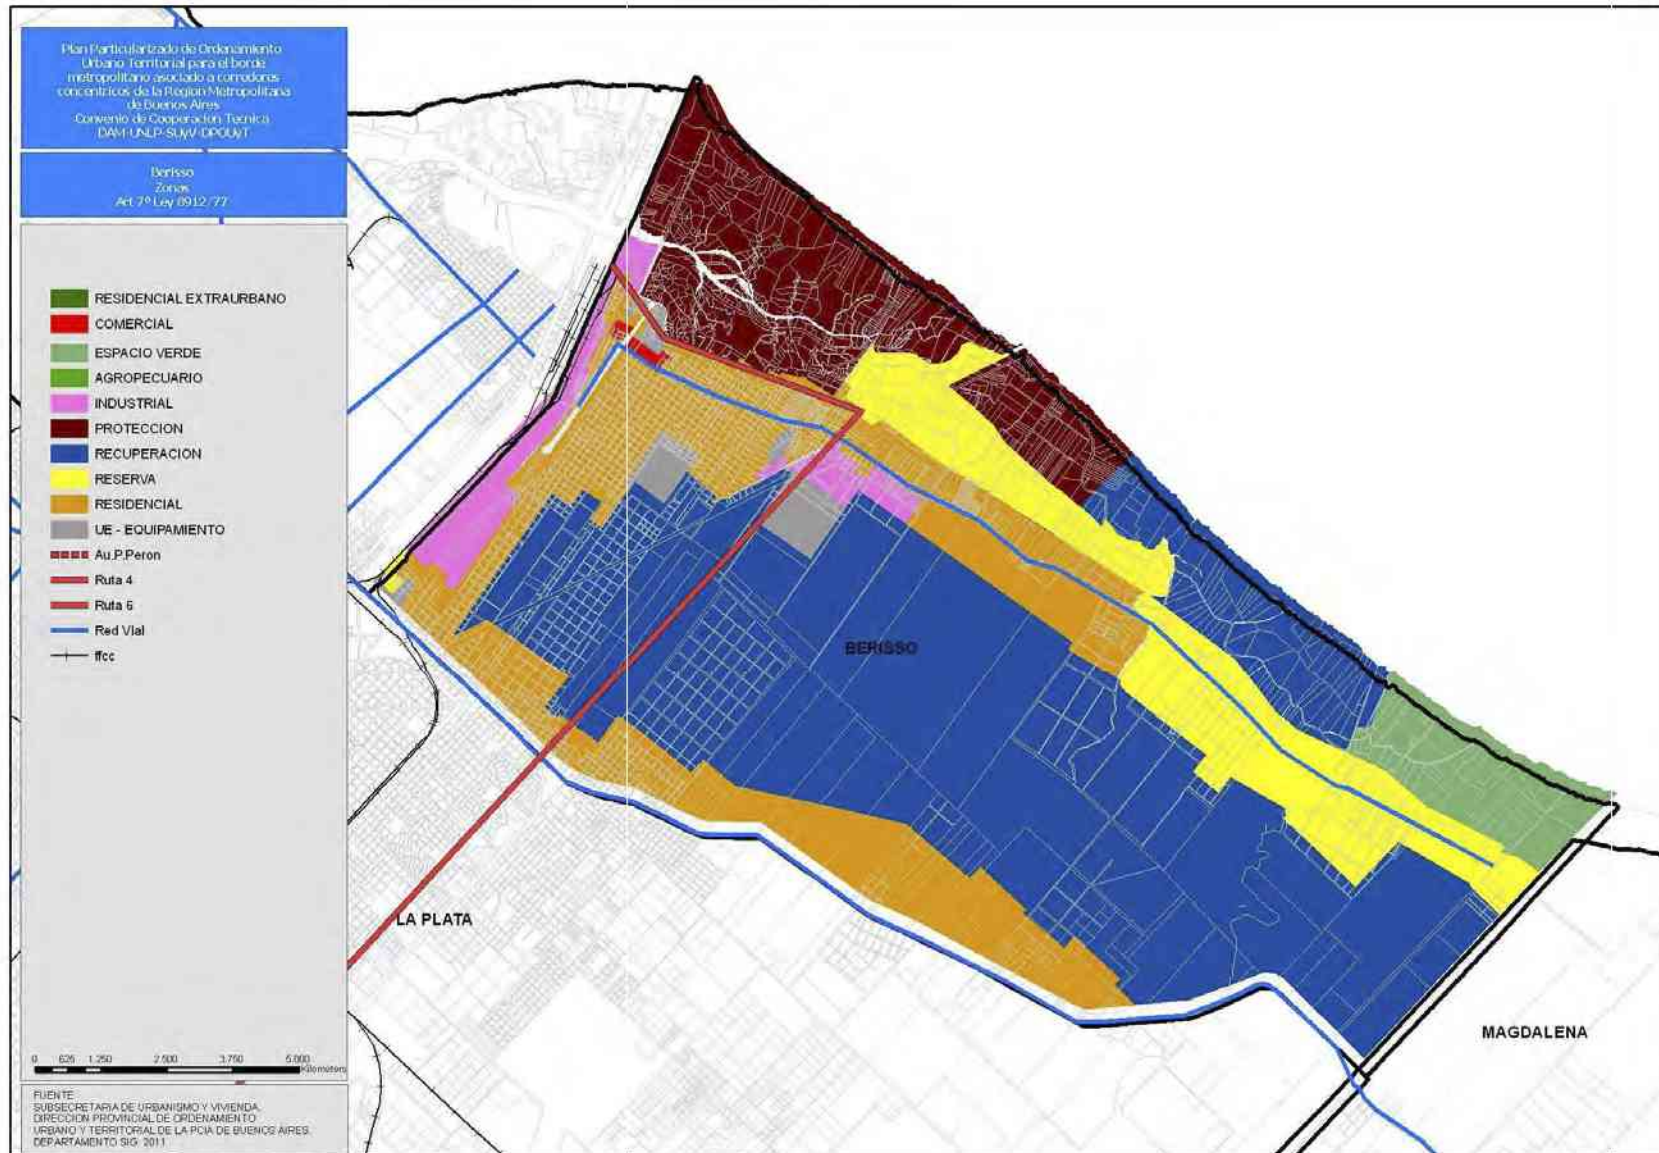 Plan Particularizado de Ordenamiento
Urbano Territorial para el borde
metropolitano asociado a corredores
concentricos de la Region Metropolitana
de Buenos Aires
Convenio de Cooperacion Tecnica
DAM-UNLP-SUyV-DPOUyT
Berisso
Zonas
Art 7º Ley 8912/77
RESIDENCIAL EXTRAURBANO
COMERCIAL
ESPACIO VERDE
AGROPECUARIO
INDUSTRIAL
PROTECCION
RECUPERACION
RESERVA
RESIDENCIAL
UE - EQUIPAMIENTO
Au.P.Peron
Ruta 4
Ruta 6
Red Vial
ffcc
0 625 1.250 2.500 3.750 5.000
Kilometers
FUENTE
SUBSECRETARIA DE URBANISMO Y VIVIENDA.
DIRECCION PROVINCIAL DE ORDENAMIENTO
URBANO Y TERRITORIAL DE LA PCIA DE BUENOS AIRES.
DEPARTAMENTO SIG. 2011
BERISSO
LA PLATA
MAGDALENA